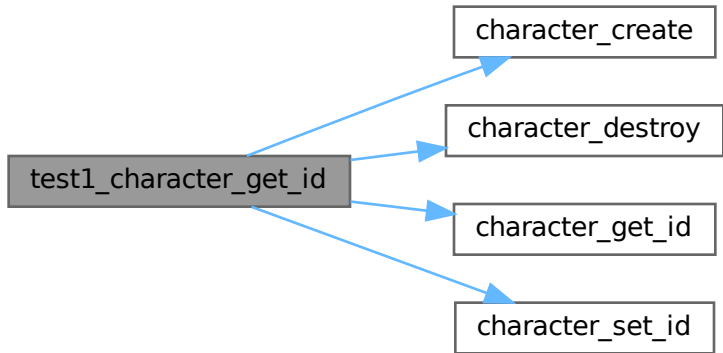 character_create
character_destroy
test1_character_get_id
character_get_id
character_set_id